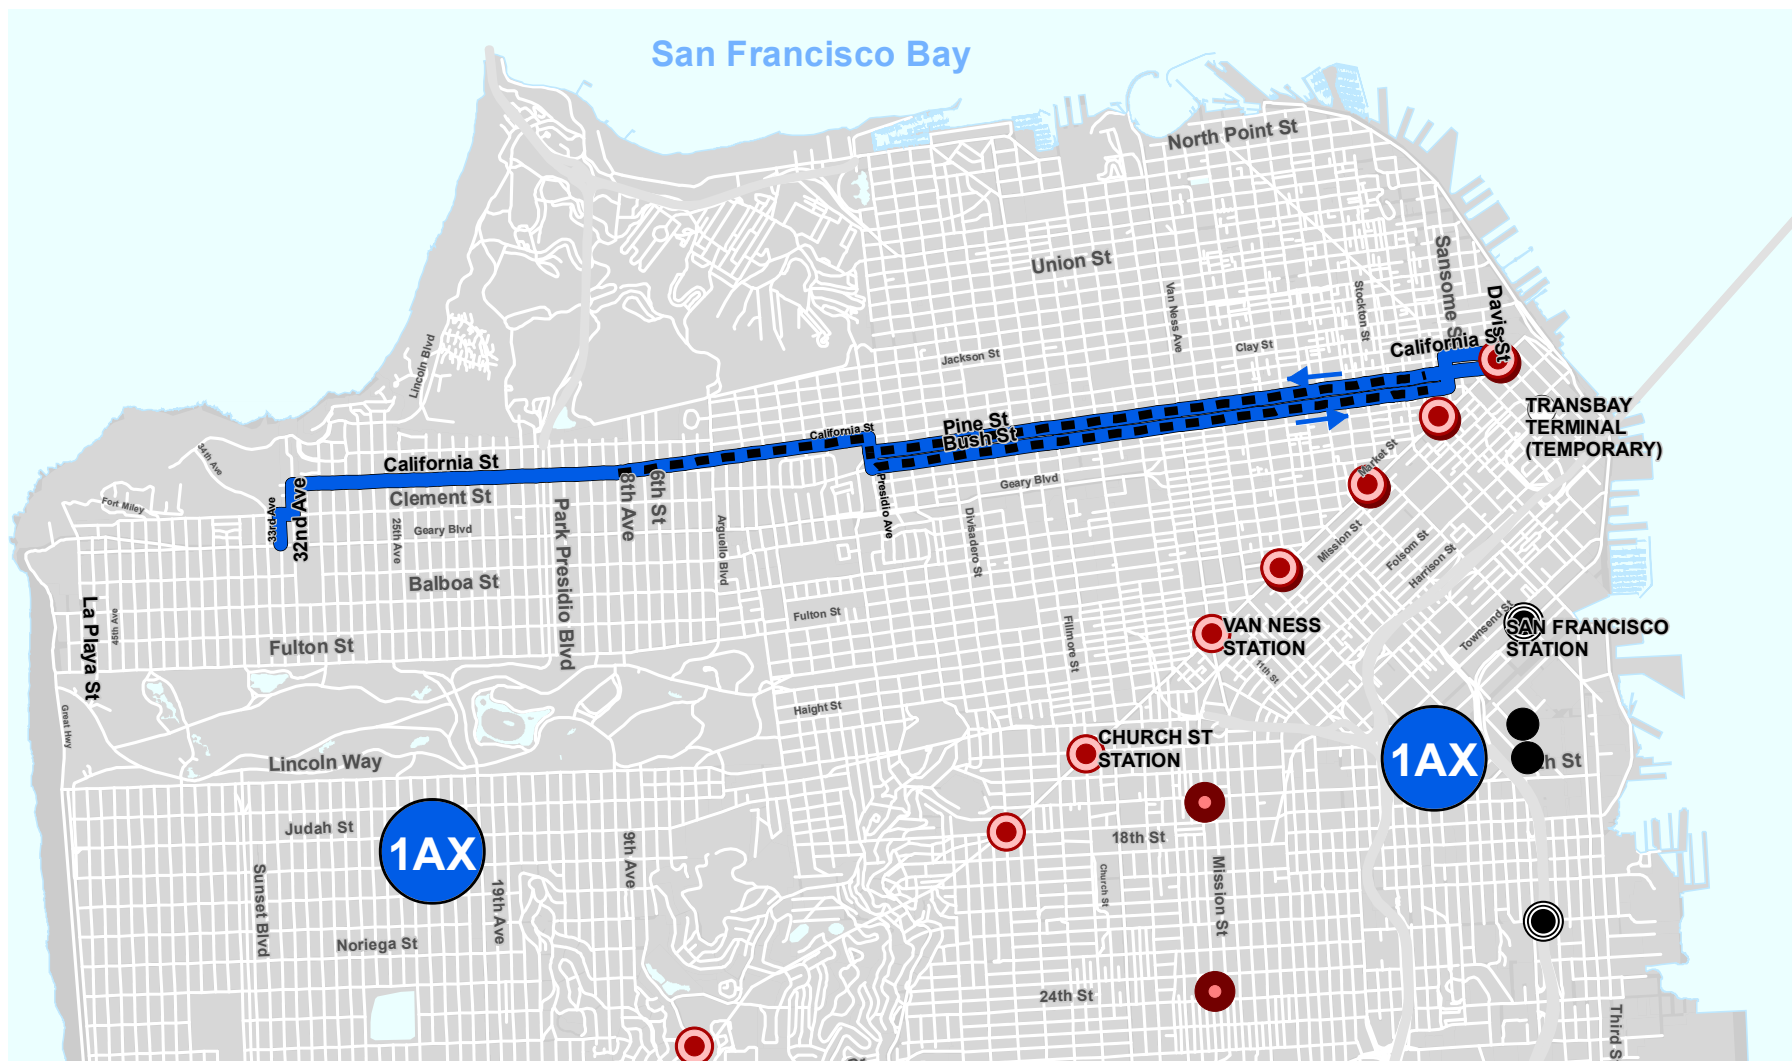 San Francisco Bay
North Point St
Union St
Sansome S
Davis St
Van Ness Ave
Stockton St
Clay St
Jackson St
California S
Lincoln Blvd
TRANSBAY
TERMINAL
(TEMPORARY)
Pine St
Bush St
California St
Market St
34th Ave
California St
Clement St
Geary Blvd
Fort Miley
33rd Ave
32nd Ave
25th Ave
Geary Blvd
Park Presidio Blvd
8th Ave
6th St
Arguello Blvd
Presidio Ave
Divisadero St
Mission St
Folsom St
Harrison St
Balboa St
La Playa St
Fulton St
Fulton St
Fillmore St
VAN NESS
STATION
11th St
Townsend St
SAN FRANCISCO
STATION
Great Hwy
Haight St
Lincoln Way
CHURCH ST
STATION
1AX
th St
1AX
Judah St
9th Ave
18th St
Church St
Mission St
Sunset Blvd
19th Ave
Noriega St
24th St
Third S